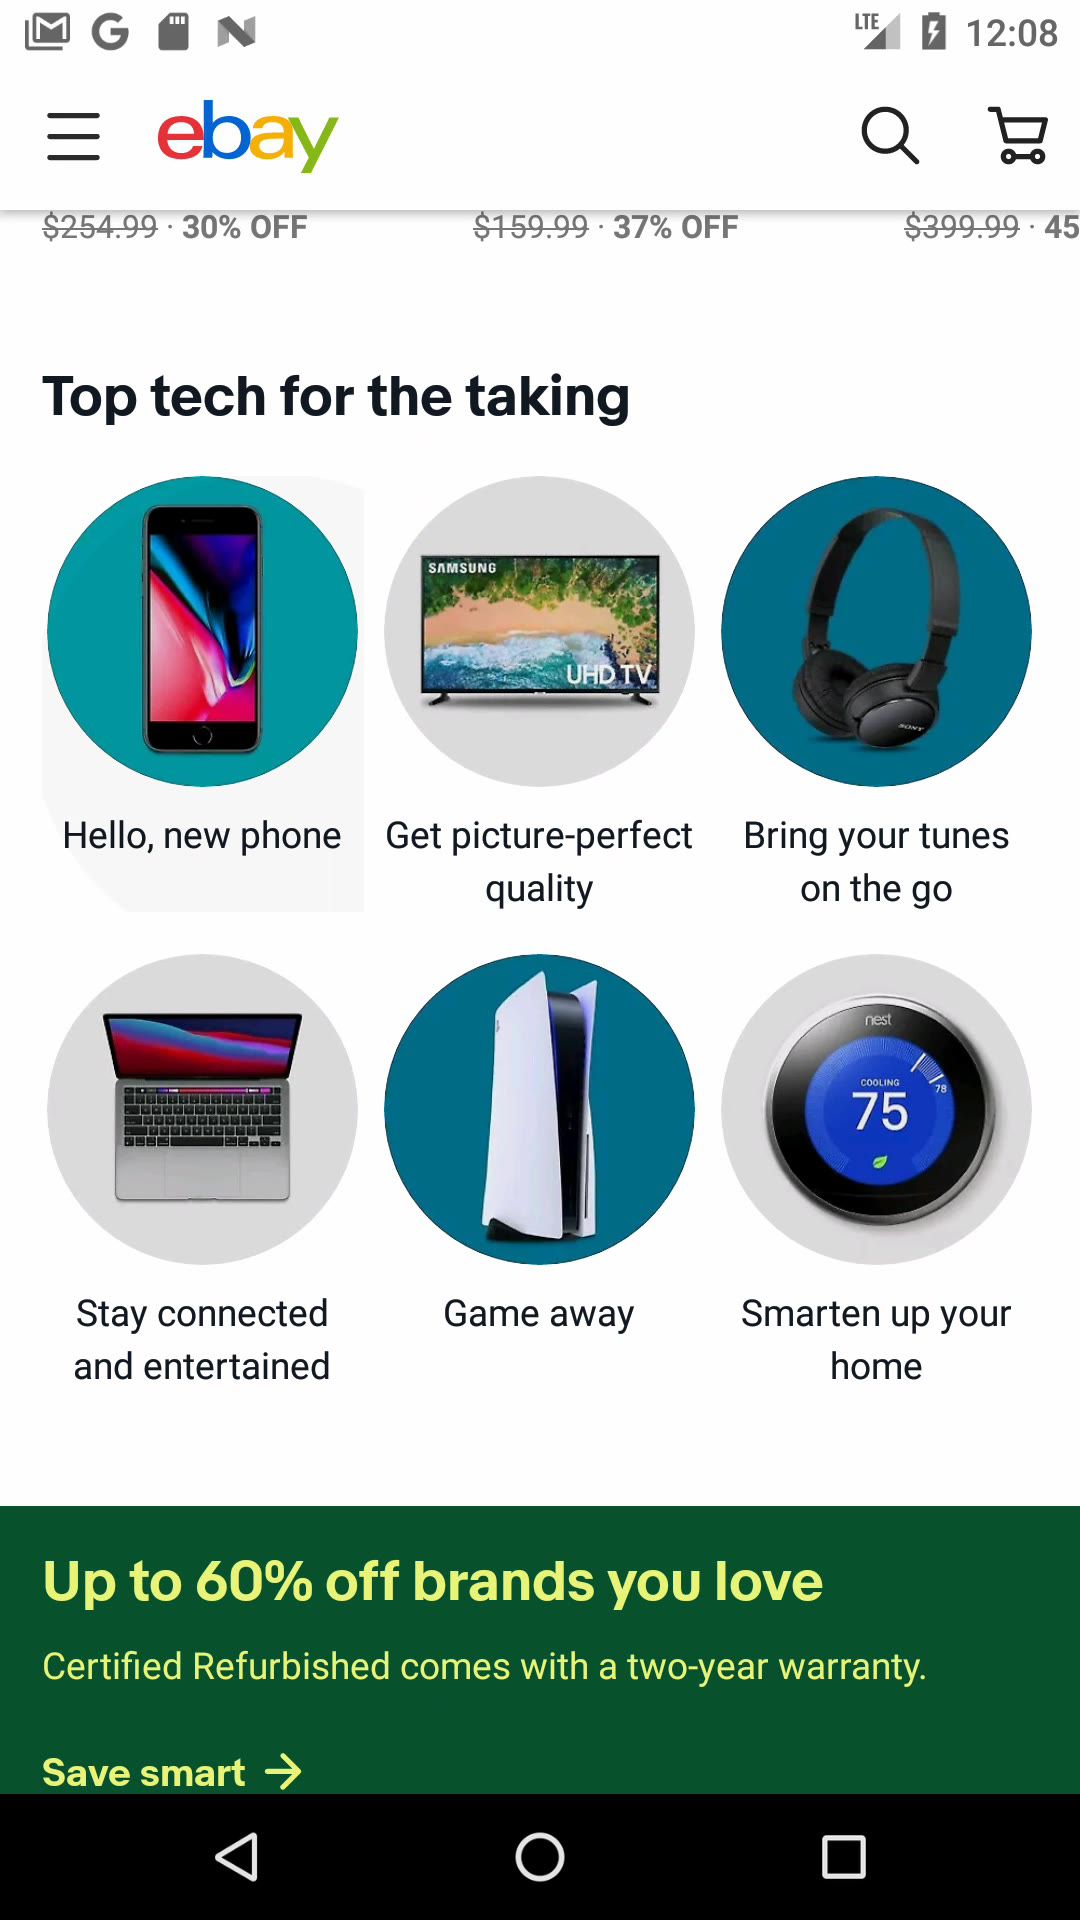 LTE 12:08
ebay
$254.99 · 30% OFF $159.99 · 37% OFF $399.99 · 45
Top tech for the taking
SAMSUNG
UHD TV
SONY
Hello, new phone
Get picture-perfect
quality
Bring your tunes
on the go
nest
COOLING
78
75
Stay connected
and entertained
Game away
Smarten up your
home
Up to 60% off brands you love
Certified Refurbished comes with a two-year warranty.
Save smart